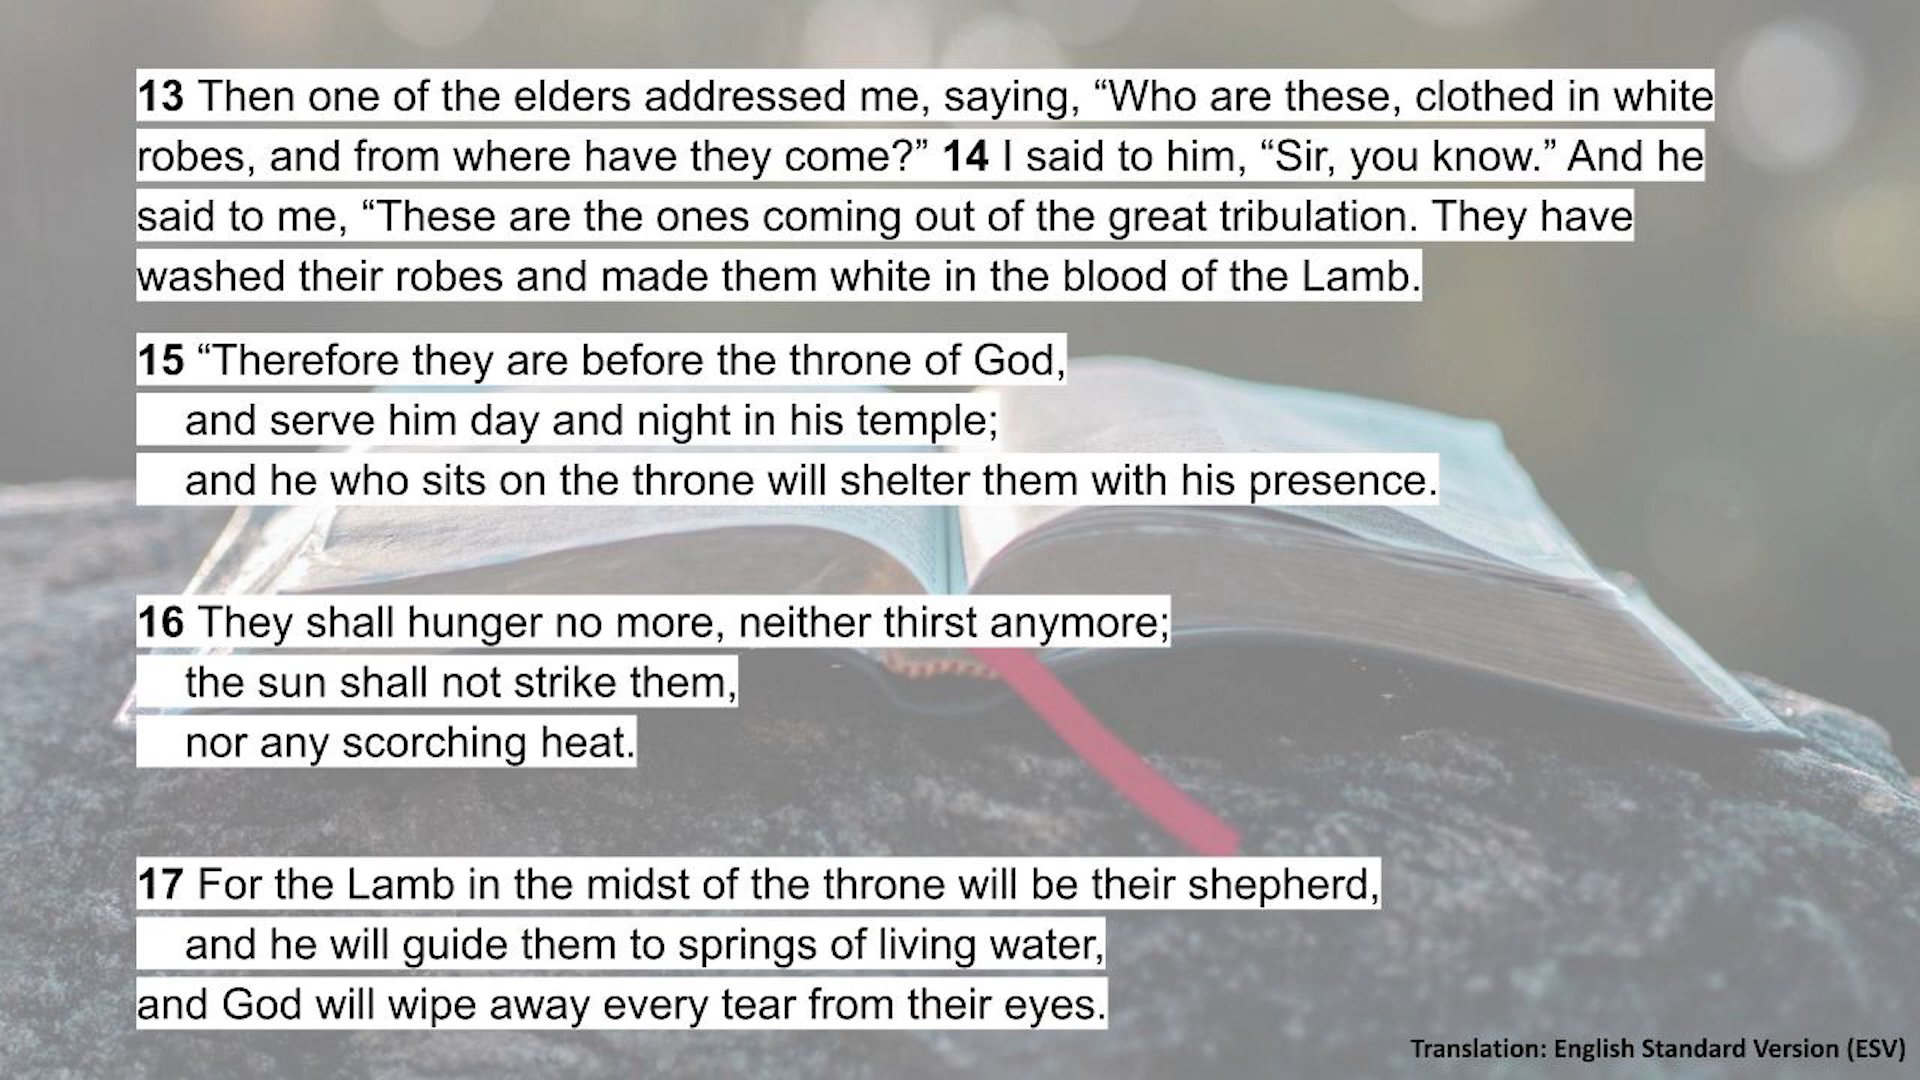 13 Then one of the elders addressed me, saying, “Who are these, clothed in white
robes, and from where have they come?” 14 I said to him, “Sir, you know.” And he
said to me, “These are the ones coming out of the great tribulation. They have
washed their robes and made them white in the blood of the Lamb.
15 “Therefore they are before the throne of God,
and serve him day and night in his temple;
and he who sits on the throne will shelter them with his presence.
16 They shall hunger no more, neither thirst anymore;
the sun shall not strike them,
nor any scorching heat.
17 For the Lamb in the midst of the throne will be their shepherd,
and he will guide them to springs of living water,
and God will wipe away every tear from their eyes.
Translation: English Standard Version (ESV)